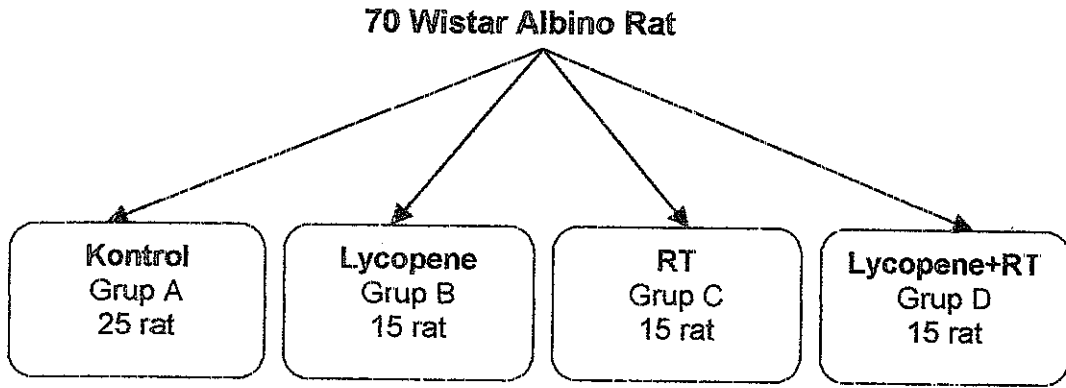 70 Wistar Albino Rat
Kontrol
Grup A
25 rat
Lycopene
Grup B
15 rat
RT
Grup C
15 rat
Lycopene+RT
Grup D
15 rat